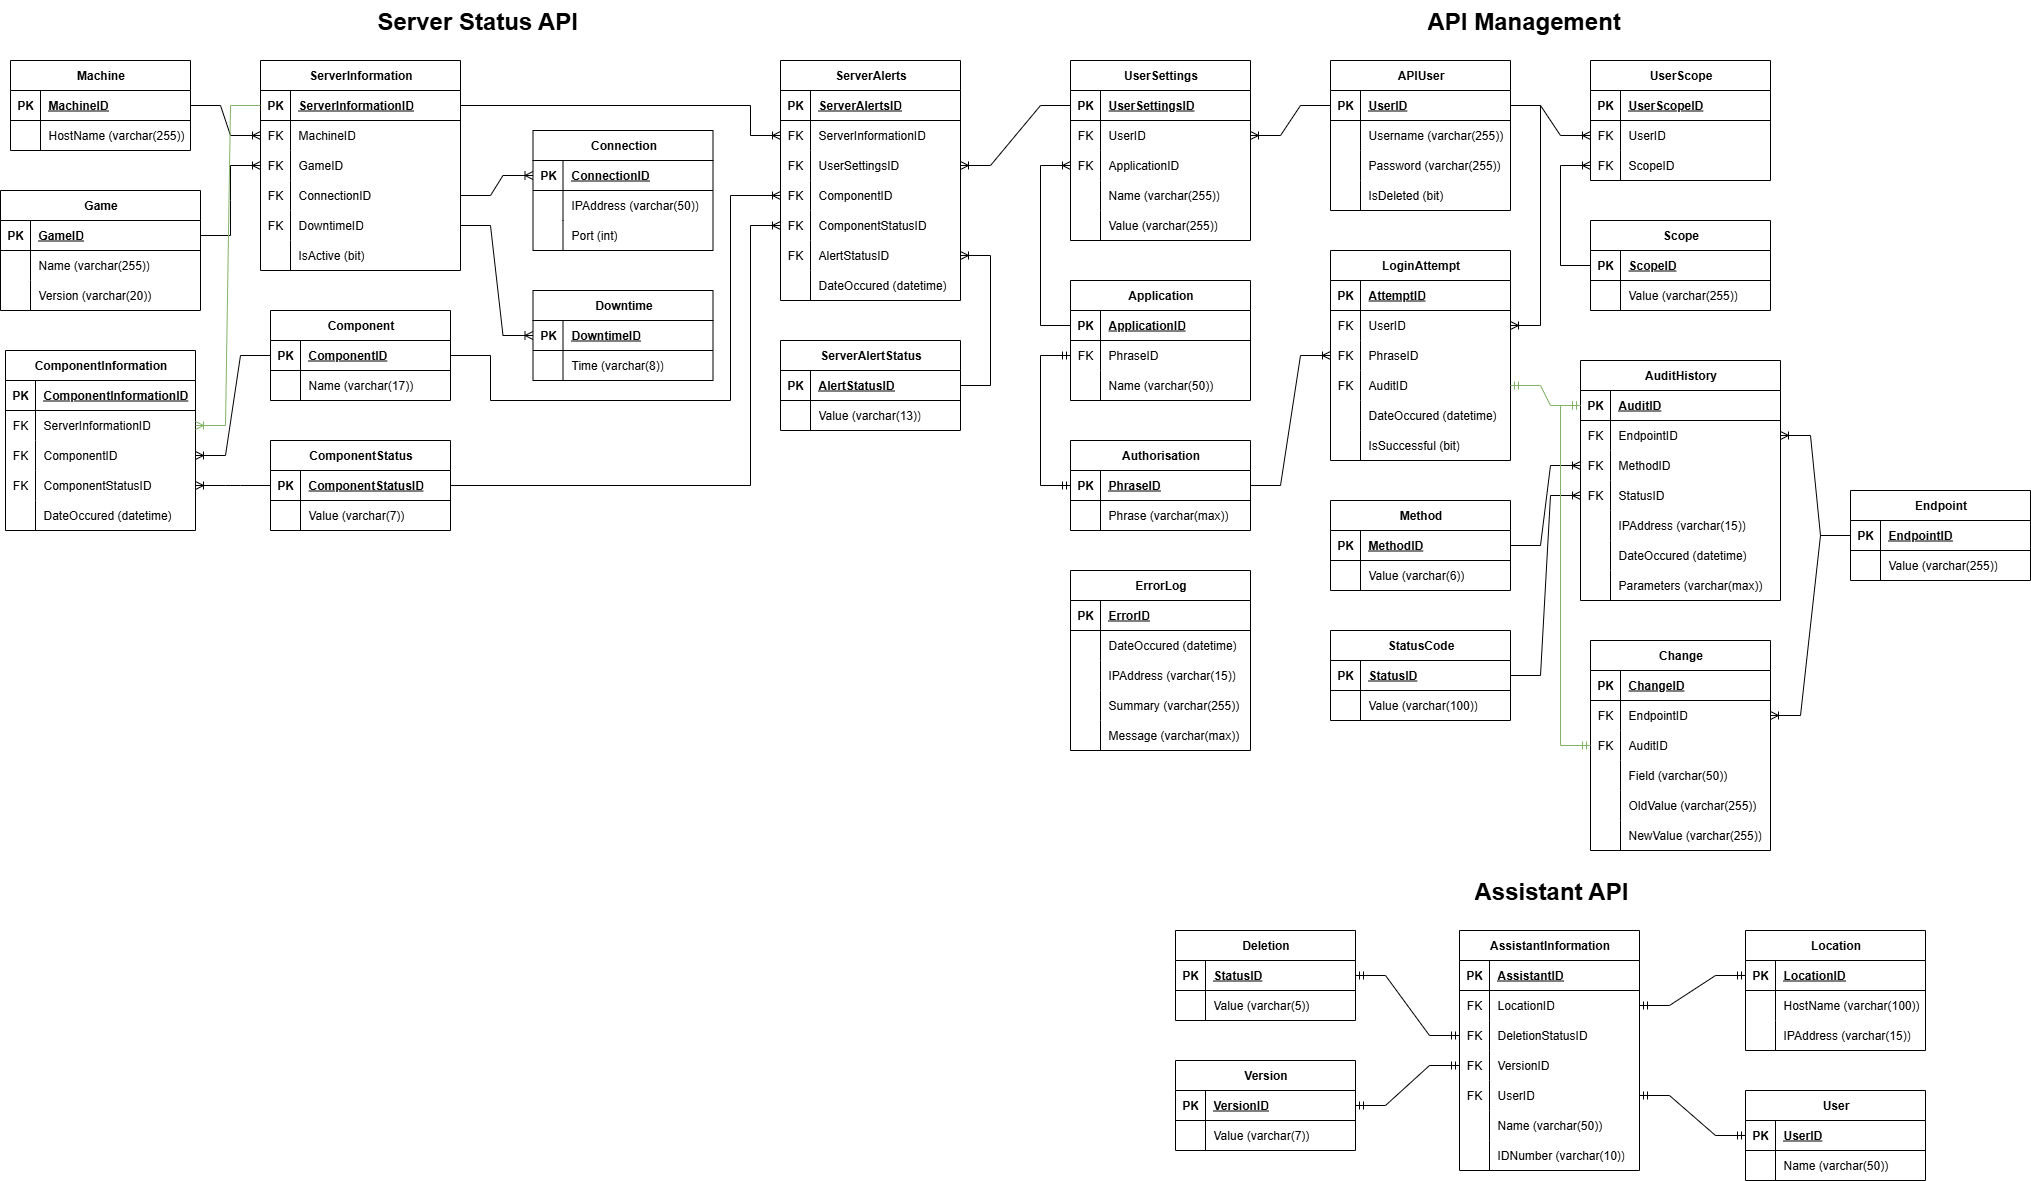 Server Status API
Machine
PK MachineID
HostName (varchar(255))
Game
PK GameID
Name (varchar(255))
Version (varchar(20))
ComponentInformation
PK ComponentInformationID
FK ServerInformationID
FK ComponentID
FK ComponentStatusID
DateOccured (datetime)
ServerInformation
PK ServerInformationID
FK MachineID
FK GameID
FK ConnectionID
FK DowntimeID
IsActive (bit)
Component
PK ComponentID
Name (varchar(17))
ComponentStatus
PK ComponentStatusID
Value (varchar(7))
Connection
PK ConnectionID
IPAddress (varchar(50))
Port (int)
Downtime
PK DowntimeID
Time (varchar(8))
ServerAlerts
PK ServerAlertsID
FK ServerInformationID
FK UserSettingsID
FK ComponentID
FK ComponentStatusID
FK AlertStatusID
DateOccured (datetime)
ServerAlertStatus
PK AlertStatusID
Value (varchar(13))
API Management
UserSettings
PK UserSettingsID
FK UserID
FK ApplicationID
Name (varchar(255))
Value (varchar(255))
Application
PK ApplicationID
FK PhraseID
Name (varchar(50))
Authorisation
PK PhraseID
Phrase (varchar(max))
ErrorLog
PK ErrorID
DateOccured (datetime)
IPAddress (varchar(15))
Summary (varchar(255))
Message (varchar(max))
APIUser
PK UserID
Username (varchar(255))
Password (varchar(255))
IsDeleted (bit)
LoginAttempt
PK AttemptID
FK UserID
FK PhraseID
FK AuditID
DateOccured (datetime)
IsSuccessful (bit)
Method
PK MethodID
Value (varchar(6))
StatusCode
PK StatusID
Value (varchar(100))
UserScope
PK UserScopeID
FK UserID
FK ScopeID
Scope
PK ScopeID
Value (varchar(255))
AuditHistory
PK AuditID
FK EndpointID
FK MethodID
FK StatusID
IPAddress (varchar(15))
DateOccured (datetime)
Parameters (varchar(max))
Change
PK ChangeID
FK EndpointID
FK AuditID
Field (varchar(50))
OldValue (varchar(255))
NewValue (varchar(255))
Endpoint
PK EndpointID
Value (varchar(255))
Assistant API
Deletion
PK StatusID
Value (varchar(5))
Version
PK VersionID
Value (varchar(7))
AssistantInformation
PK AssistantID
FK LocationID
FK DeletionStatusID
FK VersionID
FK UserID
Name (varchar(50))
IDNumber (varchar(10))
Location
PK LocationID
HostName (varchar(100))
IPAddress (varchar(15))
User
PK UserID
Name (varchar(50))